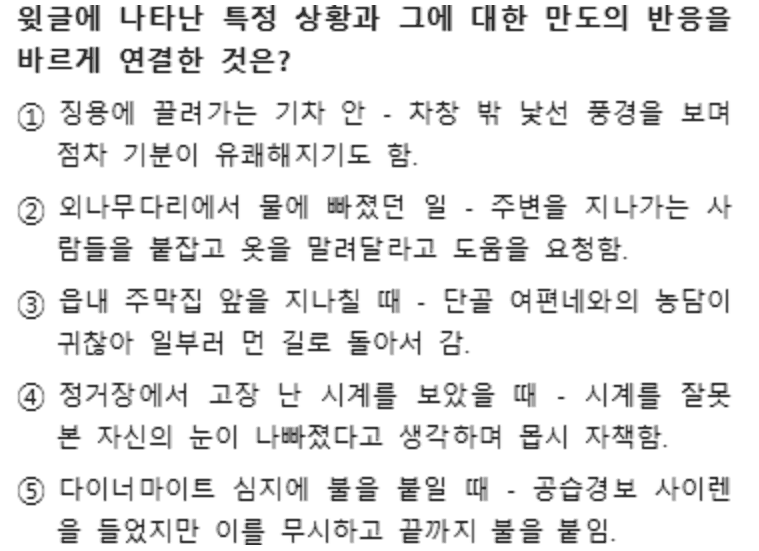 윗글에 나타난 특정 상황과 그에 대한 만도의 반응을
바르게 연결한 것은?
① 징용에 끌려가는 기차 안 - 차창 밖 낯선 풍경을 보며
점차 기분이 유쾌해지기도 함.
② 외나무다리에서 물에 빠졌던 일 - 주변을 지나가는 사
람들을 붙잡고 옷을 말려달라고 도움을 요청함.
③ 읍내 주막집 앞을 지나칠 때 - 단골 여편네와의 농담이
귀찮아 일부러 먼 길로 돌아서 감.
④ 정거장에서 고장 난 시계를 보았을 때 - 시계를 잘못
본 자신의 눈이 나빠졌다고 생각하며 몹시 자책함.
⑤ 다이너마이트 심지에 불을 붙일 때 - 공습경보 사이렌
을 들었지만 이를 무시하고 끝까지 불을 붙임.